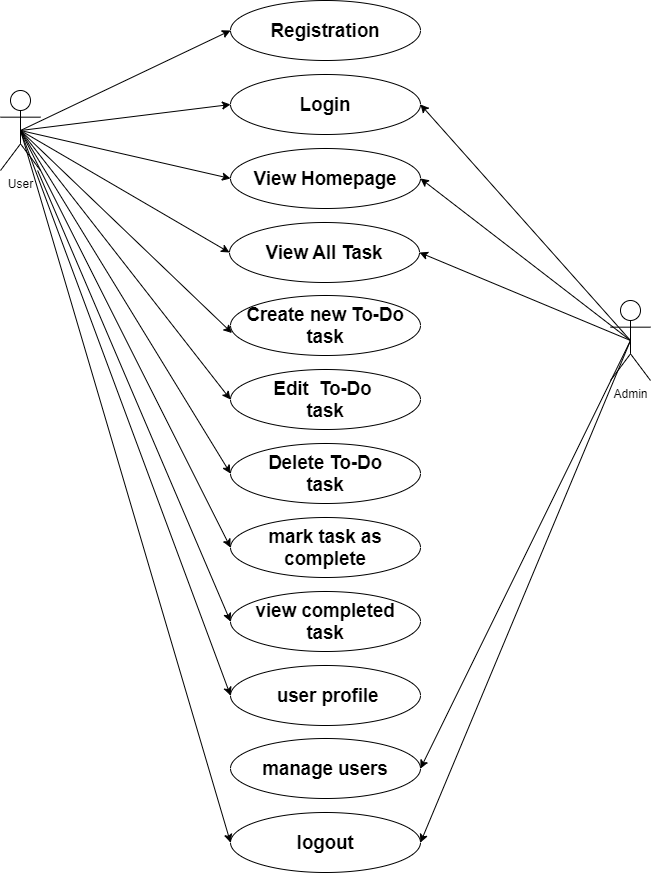 Registration
Login
View Homepage
User
View All Task
Create new To-Do
task
Edit To-Do
task
Admin
Delete To-Do
task
mark task as
complete
view completed
task
user profile
manage users
logout